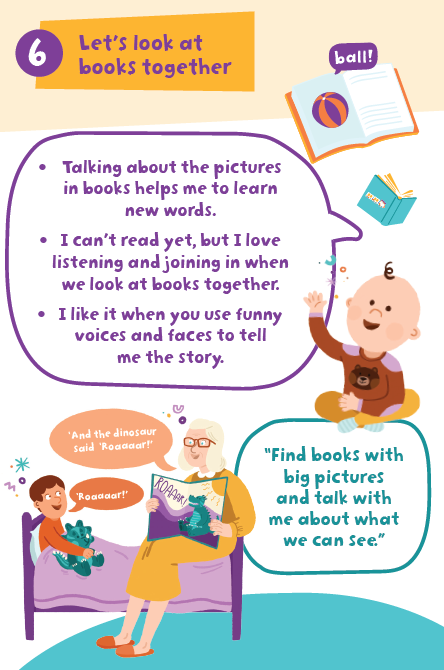 6
Let's look at
books together
ball!
• Talking about the pictures
in books helps me to learn
new words.
• I can't read yet, but I love
listening and joining in when
we look at books together.
• I like it when you use funny
voices and faces to tell
me the story.
'And the dinosaur
said 'Roaaaar!'
'Roaaaar!'
ROAAAR!
"Find books with
big pictures
and talk with
me about what
we can see."